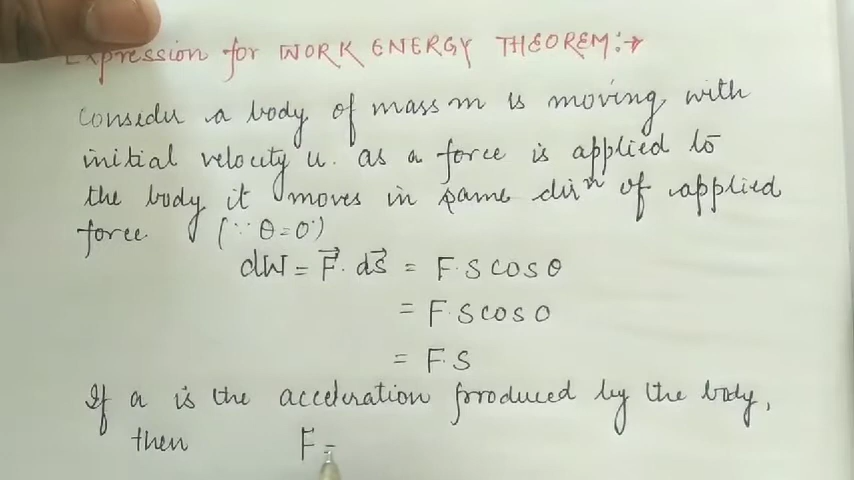 Expression for WORK ENERGY THEOREM:→
Consider a body of mass m is moving with
initial velocity u. as a force is applied to
the body it moves in same dirⁿ of applied
force. (∵ θ=0°)
dW = F⃗. ds⃗ = F.S cos θ
= F.S cos 0
= F.S
If a is the acceleration produced by the body,
then F=